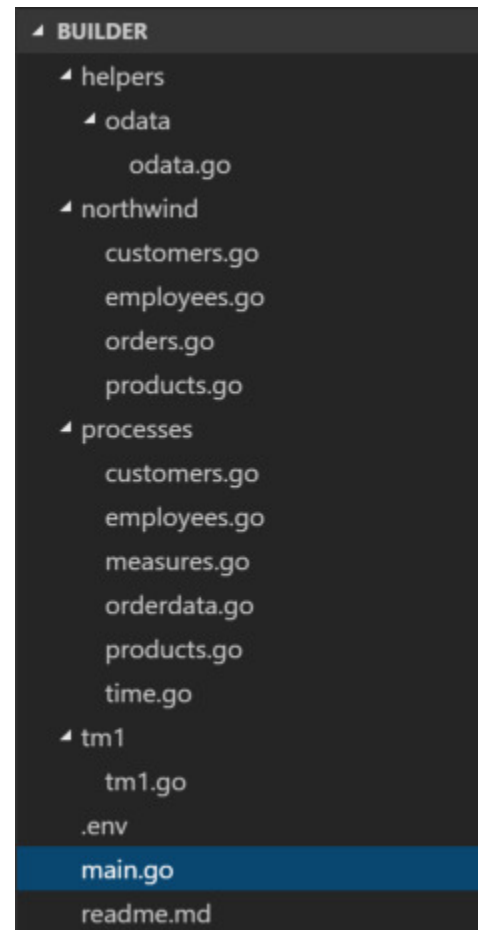 BUILDER
helpers
odata
odata.go
northwind
customers.go
employees.go
orders.go
products.go
processes
customers.go
employees.go
measures.go
orderdata.go
products.go
time.go
tm1
tm1.go
.env
main.go
readme.md